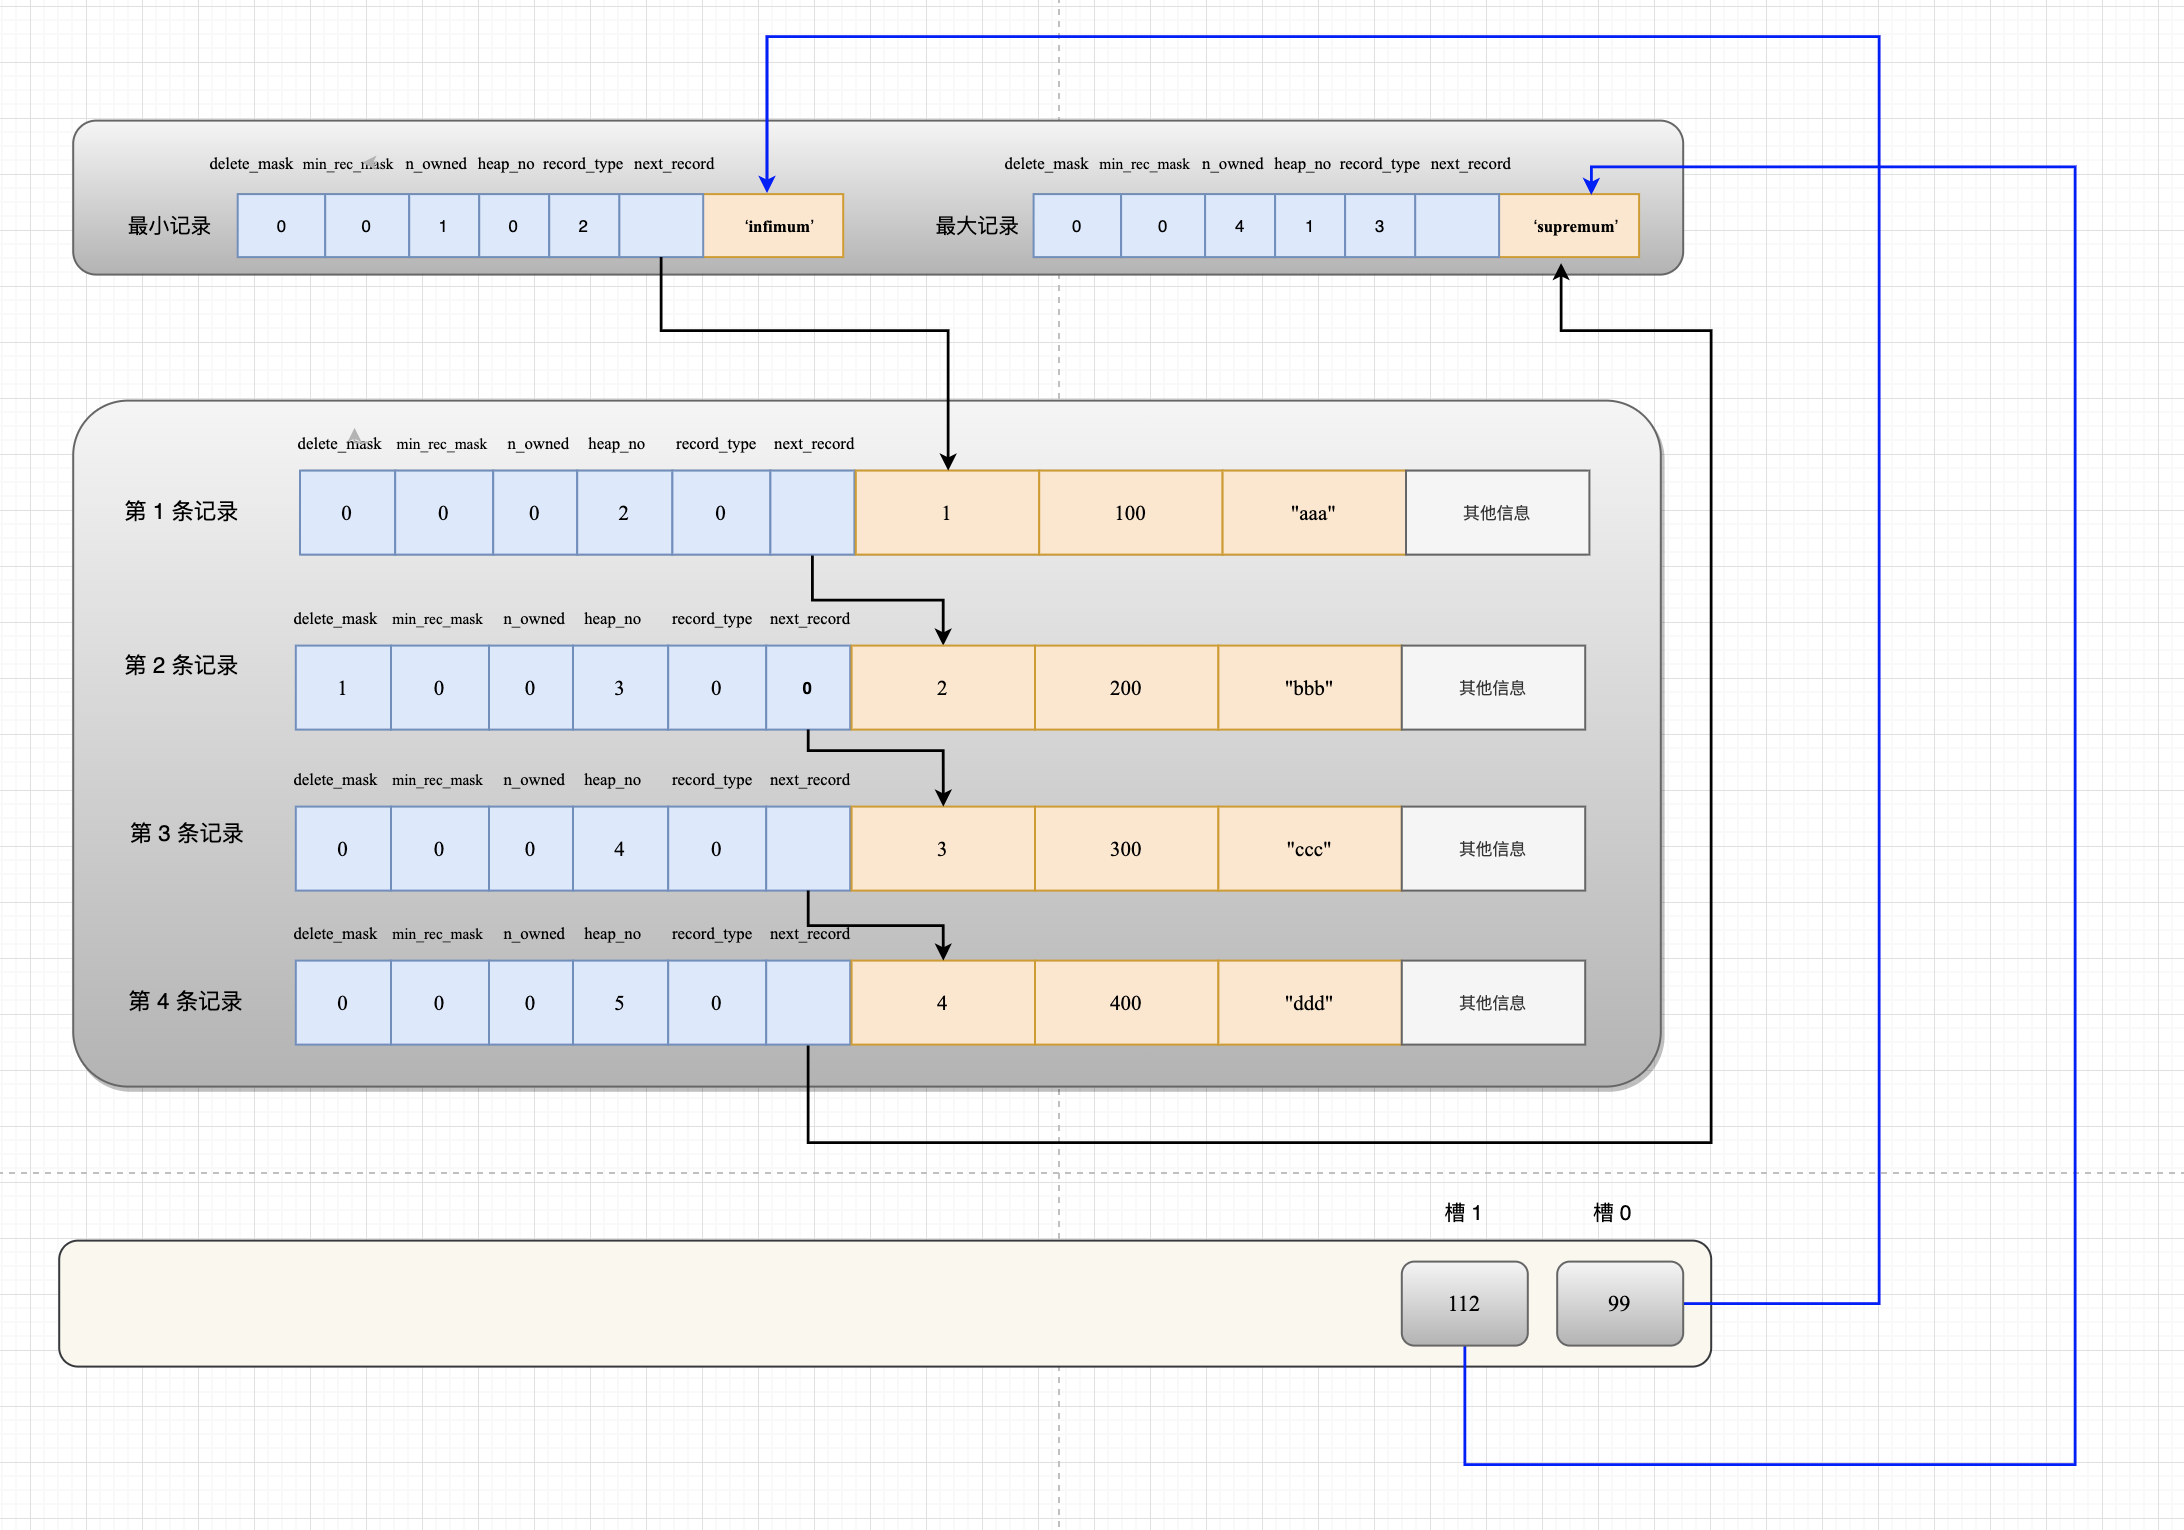 delete_mask min_rec_mask n_owned heap_no record_type next_record
最小记录 0 0 1 0 2 ‘infimum’
delete_mask min_rec_mask n_owned heap_no record_type next_record
最大记录 0 0 4 1 3 ‘supremum’
delete_mask min_rec_mask n_owned heap_no record_type next_record
第 1 条记录 0 0 0 2 0 1 100 "aaa" 其他信息
delete_mask min_rec_mask n_owned heap_no record_type next_record
第 2 条记录 1 0 0 3 0 0 2 200 "bbb" 其他信息
delete_mask min_rec_mask n_owned heap_no record_type next_record
第 3 条记录 0 0 0 4 0 3 300 "ccc" 其他信息
delete_mask min_rec_mask n_owned heap_no record_type next_record
第 4 条记录 0 0 0 5 0 4 400 "ddd" 其他信息
槽 1 槽 0
112 99